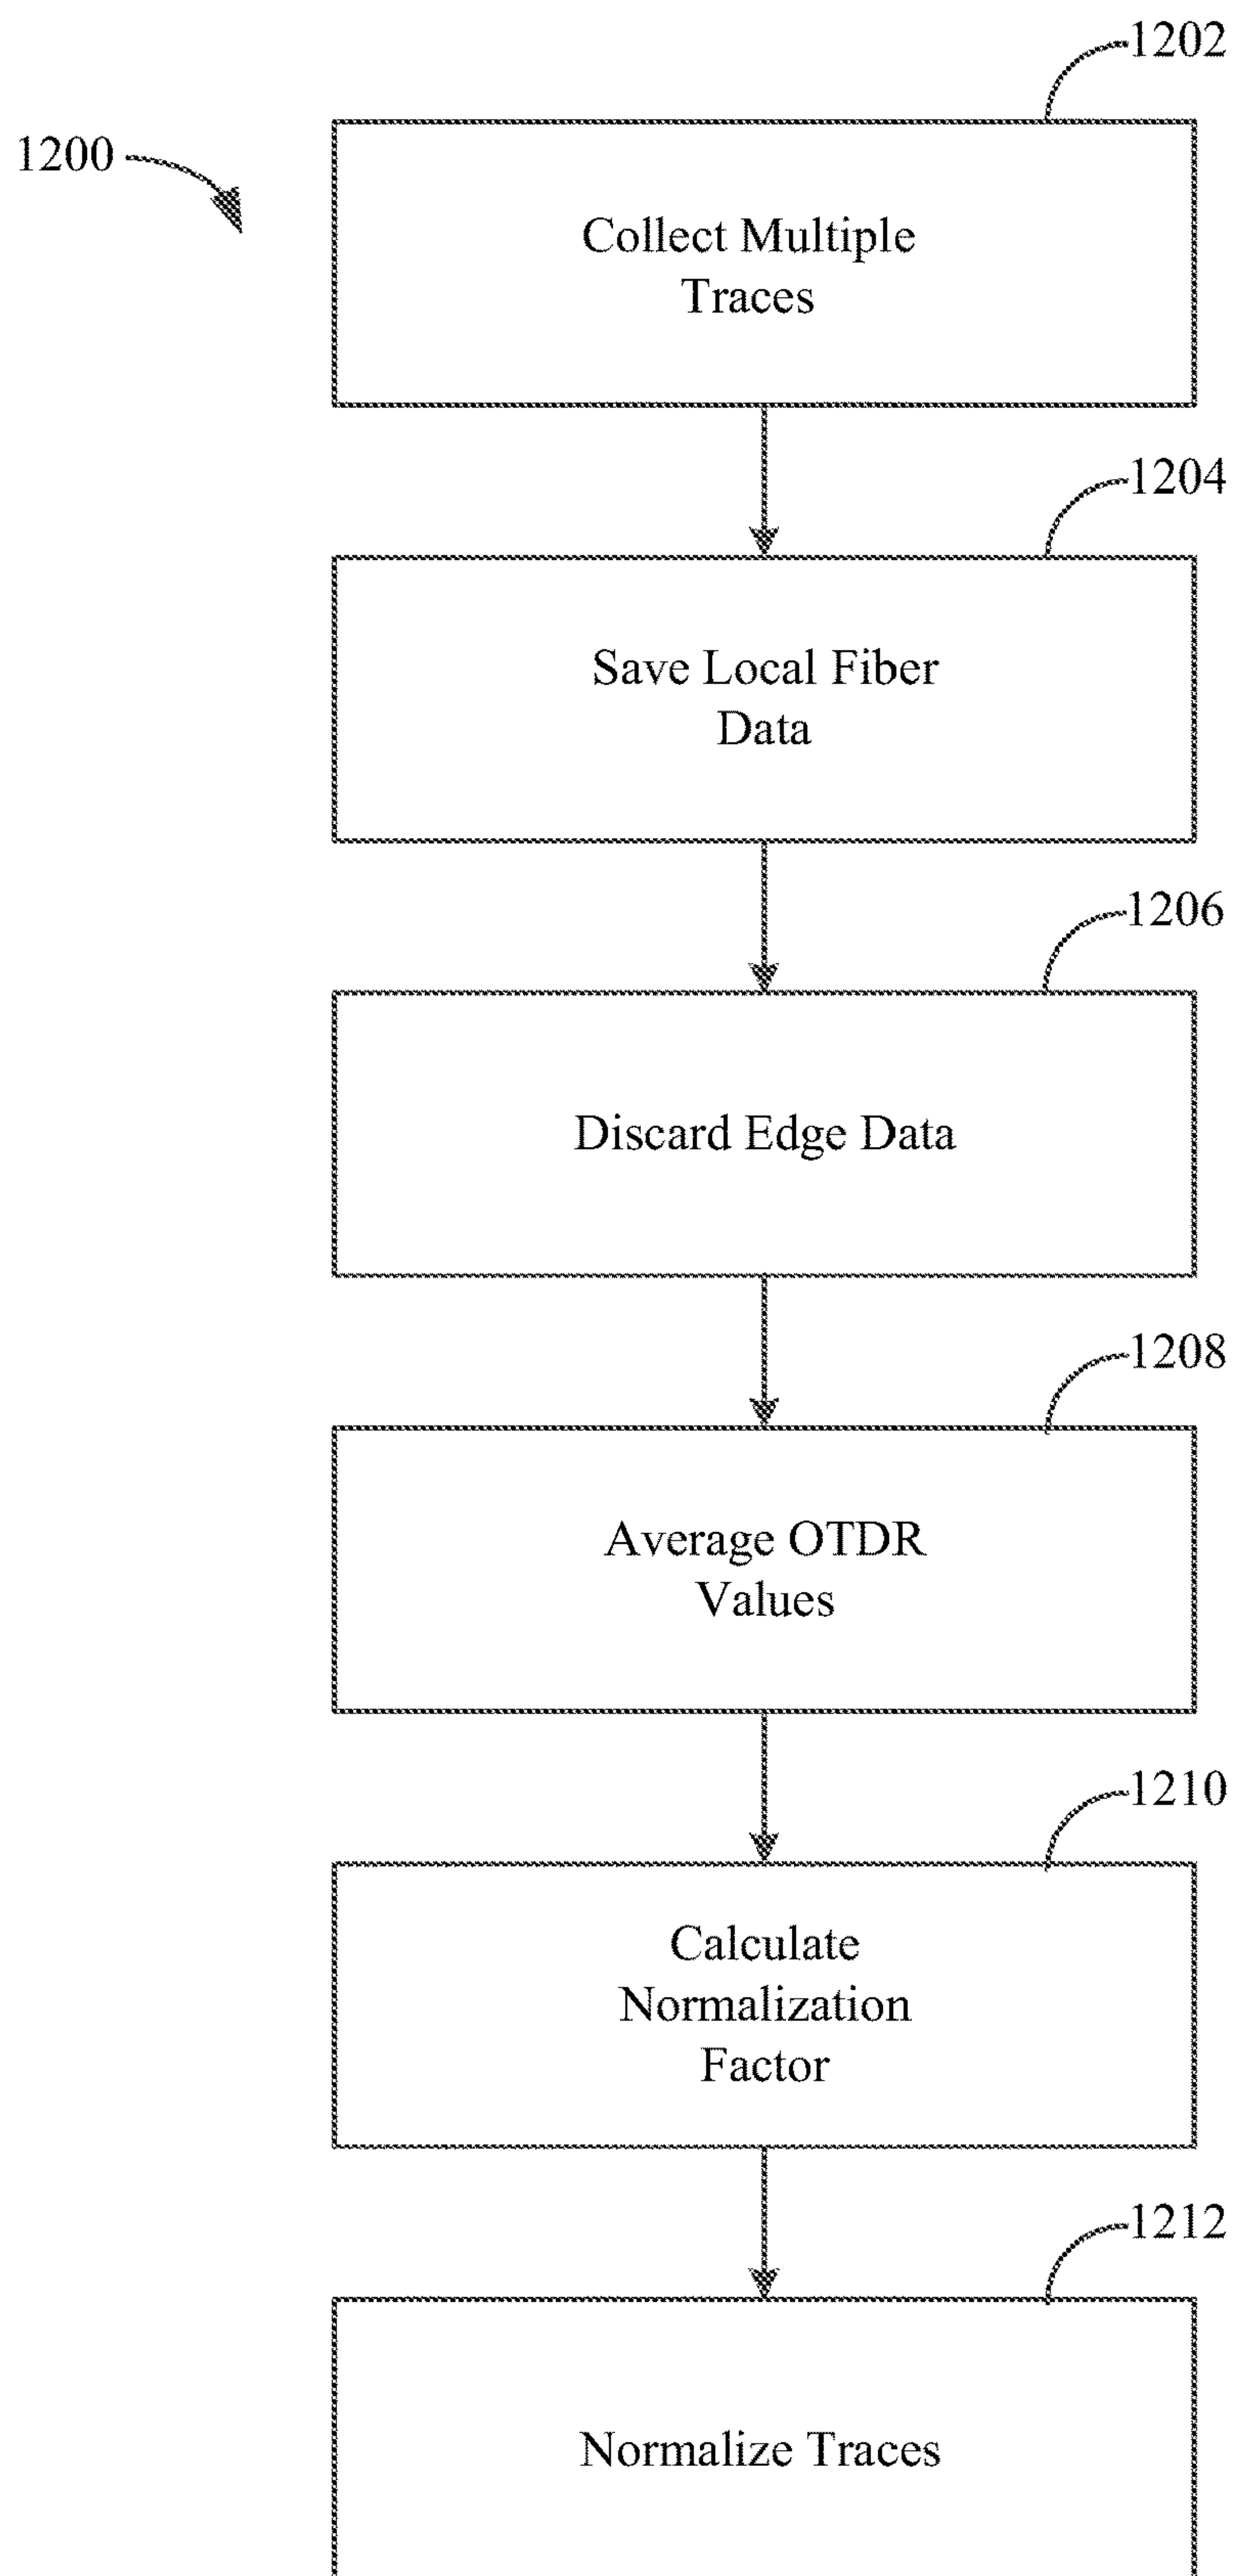 1202
1200
Collect Multiple
Traces
1204
Save Local Fiber
Data
1206
Discard Edge Data
1208
Average OTDR
Values
1210
Calculate
Normalization
Factor
1212
Normalize Traces